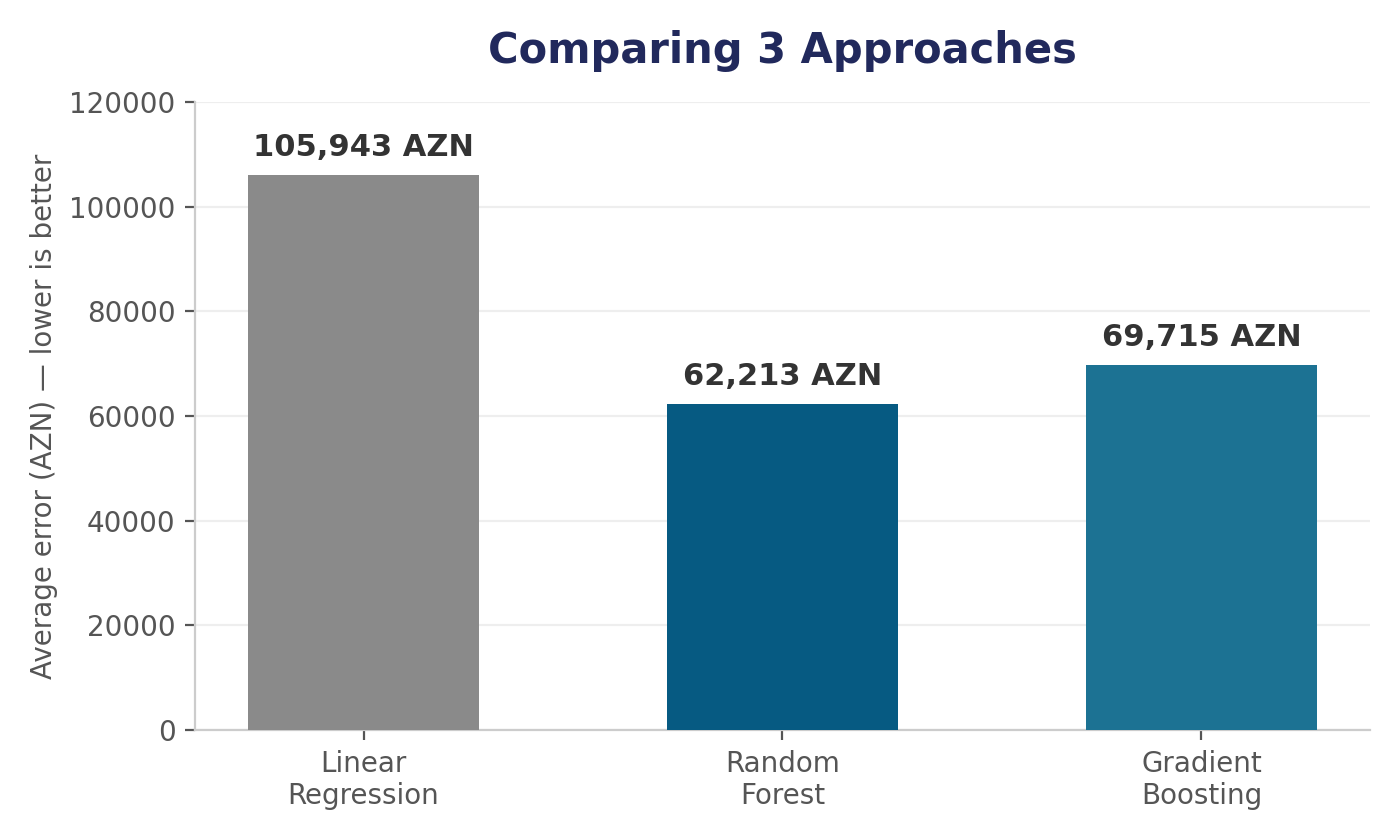 Comparing 3 Approaches
Average error (AZN) — lower is better
120000
100000
80000
60000
40000
20000
0
105,943 AZN
62,213 AZN
69,715 AZN
Linear
Regression
Random
Forest
Gradient
Boosting